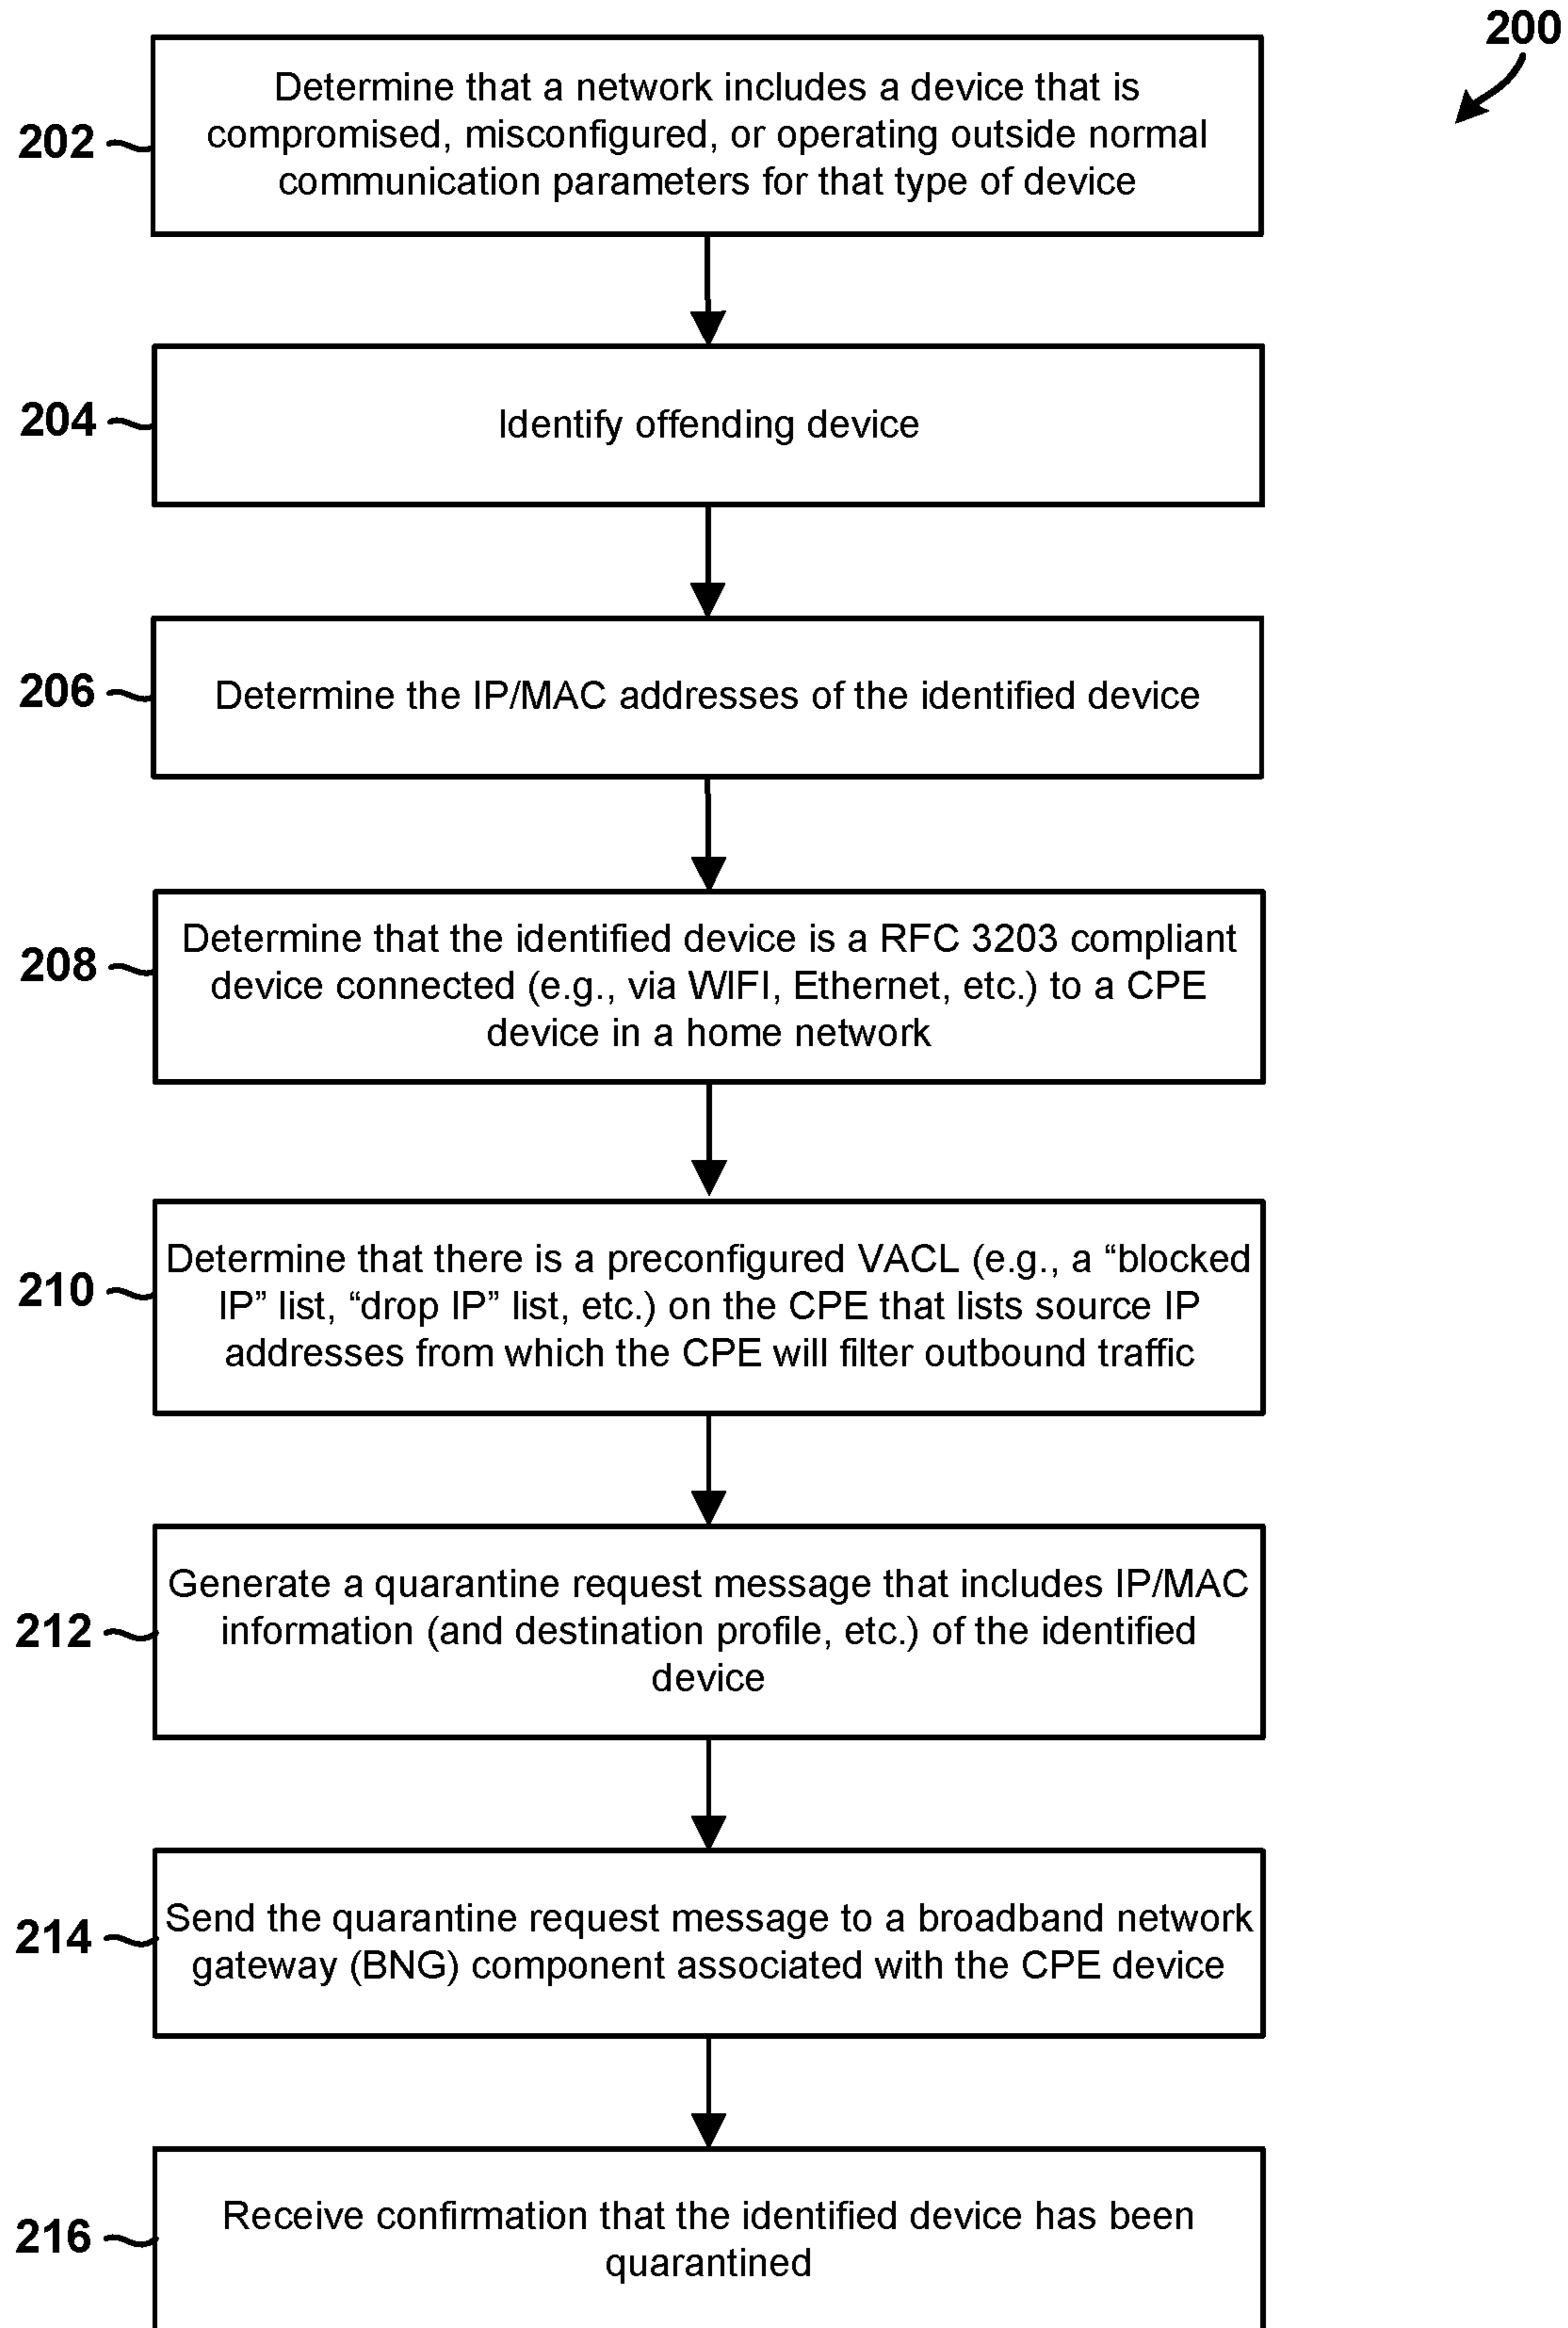 200
Determine that a network includes a device that is
compromised, misconfigured, or operating outside normal
communication parameters for that type of device
202
204
Identify offending device
206
Determine the IP/MAC addresses of the identified device
208
Determine that the identified device is a RFC 3203 compliant
device connected (e.g., via WIFI, Ethernet, etc.) to a CPE
device in a home network
210
Determine that there is a preconfigured VACL (e.g., a “blocked
IP” list, “drop IP” list, etc.) on the CPE that lists source IP
addresses from which the CPE will filter outbound traffic
212
Generate a quarantine request message that includes IP/MAC
information (and destination profile, etc.) of the identified
device
214
Send the quarantine request message to a broadband network
gateway (BNG) component associated with the CPE device
216
Receive confirmation that the identified device has been
quarantined